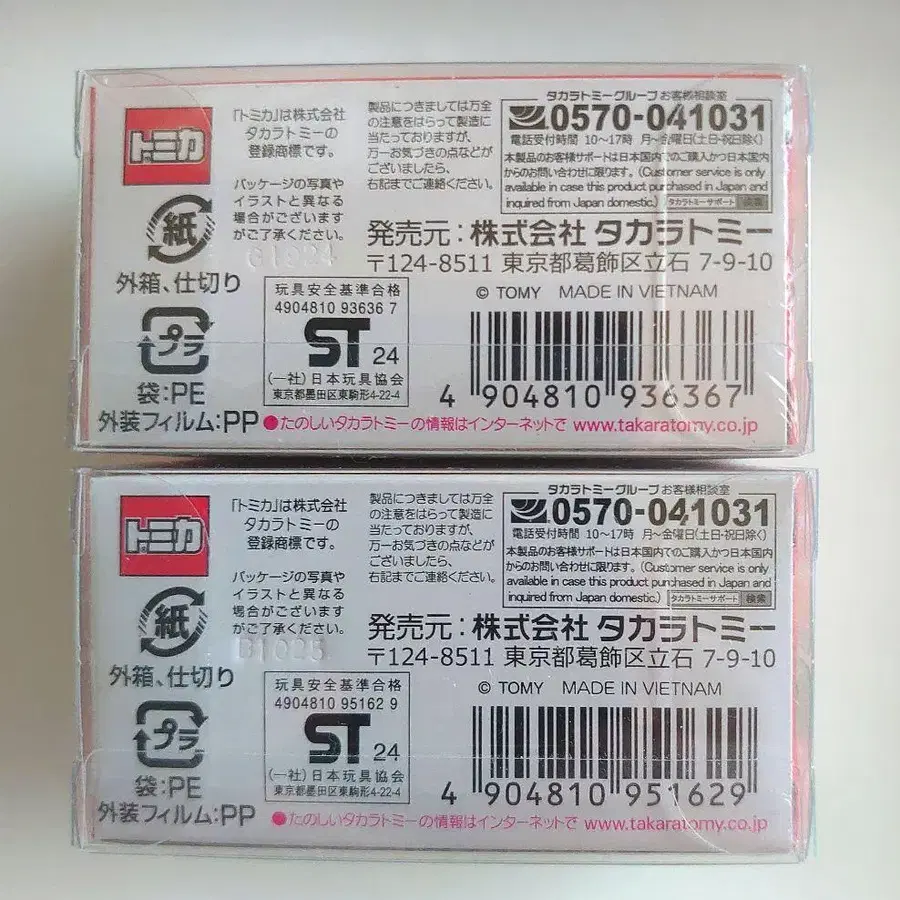 トミカ
「トミカ」は株式会社
タカラトミーの
登録商標です。
パッケージの写真や
イラストと異なる
場合がございます
がご了承ください。
製品につきましては万全
の注意をはらって製造に
当たっておりますが、
万一お気づきの点などが
ございましたら、
右記までご連絡ください。
タカラトミーグループ お客様相談室
0570-041031
電話受付時間 10〜17時 月〜金曜日(土日・祝日除く)
本製品のお客様サポートは日本国内でのご購入かつ日本国内
からのお問い合わせに限ります。(Customer service is only
available in case this product purchased in Japan and
inquired from Japan domestic.) タカラトミーサポート 検索
発売元：株式会社 タカラトミー
〒124-8511 東京都葛飾区立石 7-9-10
© TOMY MADE IN VIETNAM
紙
外箱、仕切り
プラ
袋:PE
外装フィルム:PP
玩具安全基準合格
4904810 93636 7
ST 24
(一社)日本玩具協会
東京都墨田区東駒形4-22-4
4 904810 936367
●たのしいタカラトミーの情報はインターネットで www.takaratomy.co.jp
トミカ
「トミカ」は株式会社
タカラトミーの
登録商標です。
パッケージの写真や
イラストと異なる
場合がございます
がご了承ください。
製品につきましては万全
の注意をはらって製造に
当たっておりますが、
万一お気づきの点などが
ございましたら、
右記までご連絡ください。
タカラトミーグループ お客様相談室
0570-041031
電話受付時間 10〜17時 月〜金曜日(土日・祝日除く)
本製品のお客様サポートは日本国内でのご購入かつ日本国内
からのお問い合わせに限ります。(Customer service is only
available in case this product purchased in Japan and
inquired from Japan domestic.) タカラトミーサポート 検索
発売元：株式会社 タカラトミー
〒124-8511 東京都葛飾区立石 7-9-10
© TOMY MADE IN VIETNAM
紙
外箱、仕切り
プラ
袋:PE
外装フィルム:PP
玩具安全基準合格
4904810 95162 9
ST 24
(一社)日本玩具協会
東京都墨田区東駒形4-22-4
4 904810 951629
●たのしいタカラトミーの情報はインターネットで www.takaratomy.co.jp